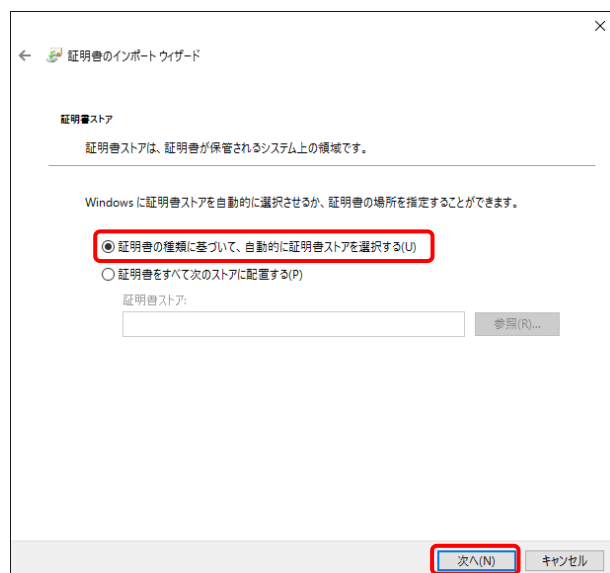 証明書のインポート ウィザード
証明書ストア
証明書ストアは、証明書が保管されるシステム上の領域です。
Windows に証明書ストアを自動的に選択させるか、証明書の場所を指定することができます。
証明書の種類に基づいて、自動的に証明書ストアを選択する(U)
証明書をすべて次のストアに配置する(P)
証明書ストア:
参照(R)...
次へ(N) キャンセル